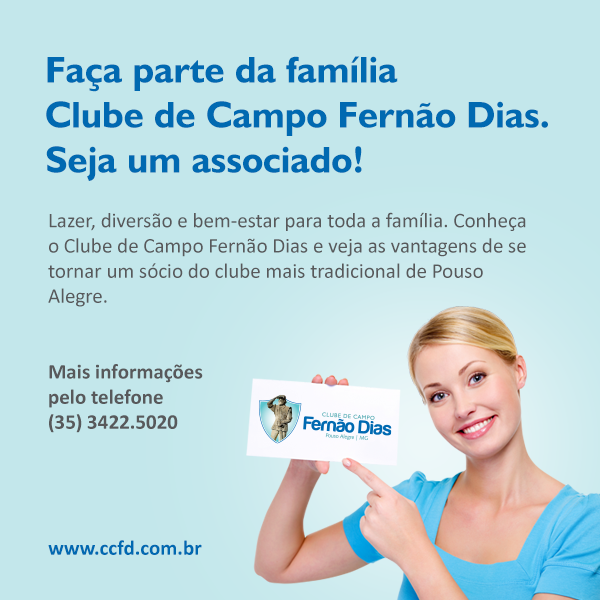 Faça parte da família
Clube de Campo Fernão Dias.
Seja um associado!
Lazer, diversão e bem-estar para toda a família. Conheça
o Clube de Campo Fernão Dias e veja as vantagens de se
tornar um sócio do clube mais tradicional de Pouso
Alegre.
Mais informações
pelo telefone
(35) 3422.5020
CLUBE DE CAMPO
Fernão Dias
Pouso Alegre | MG
www.ccfd.com.br